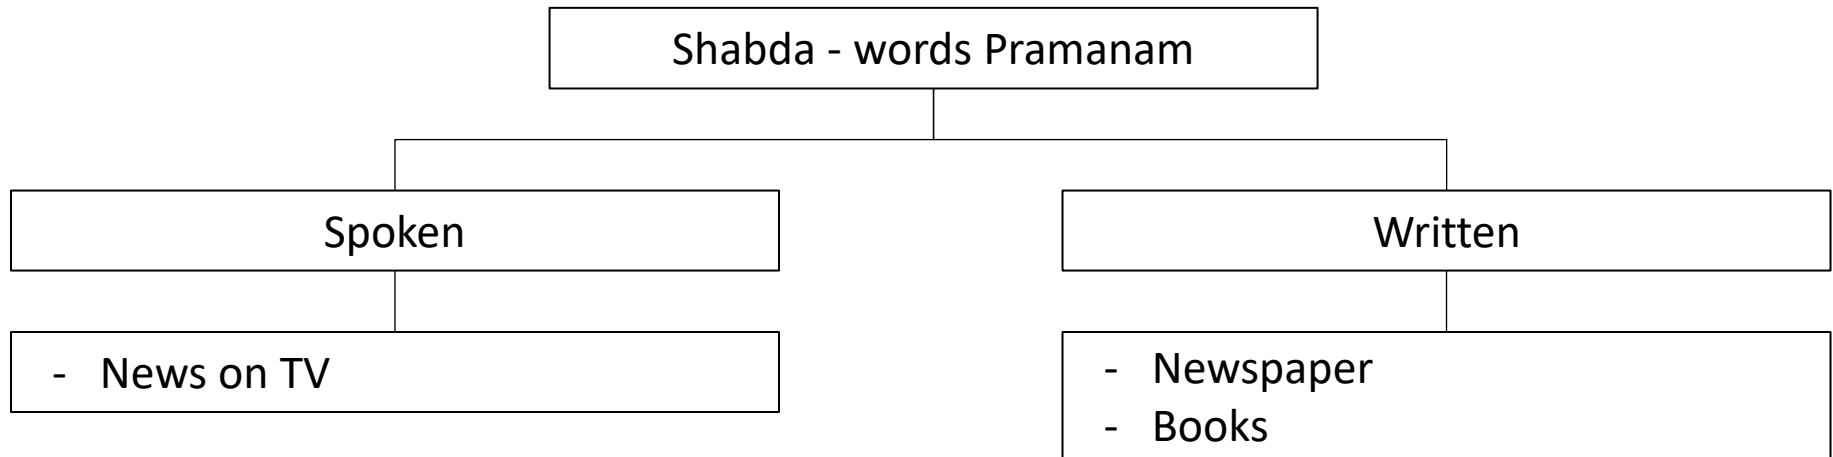 Shabda - words Pramanam
Spoken
Written
- News on TV
- Newspaper
- Books